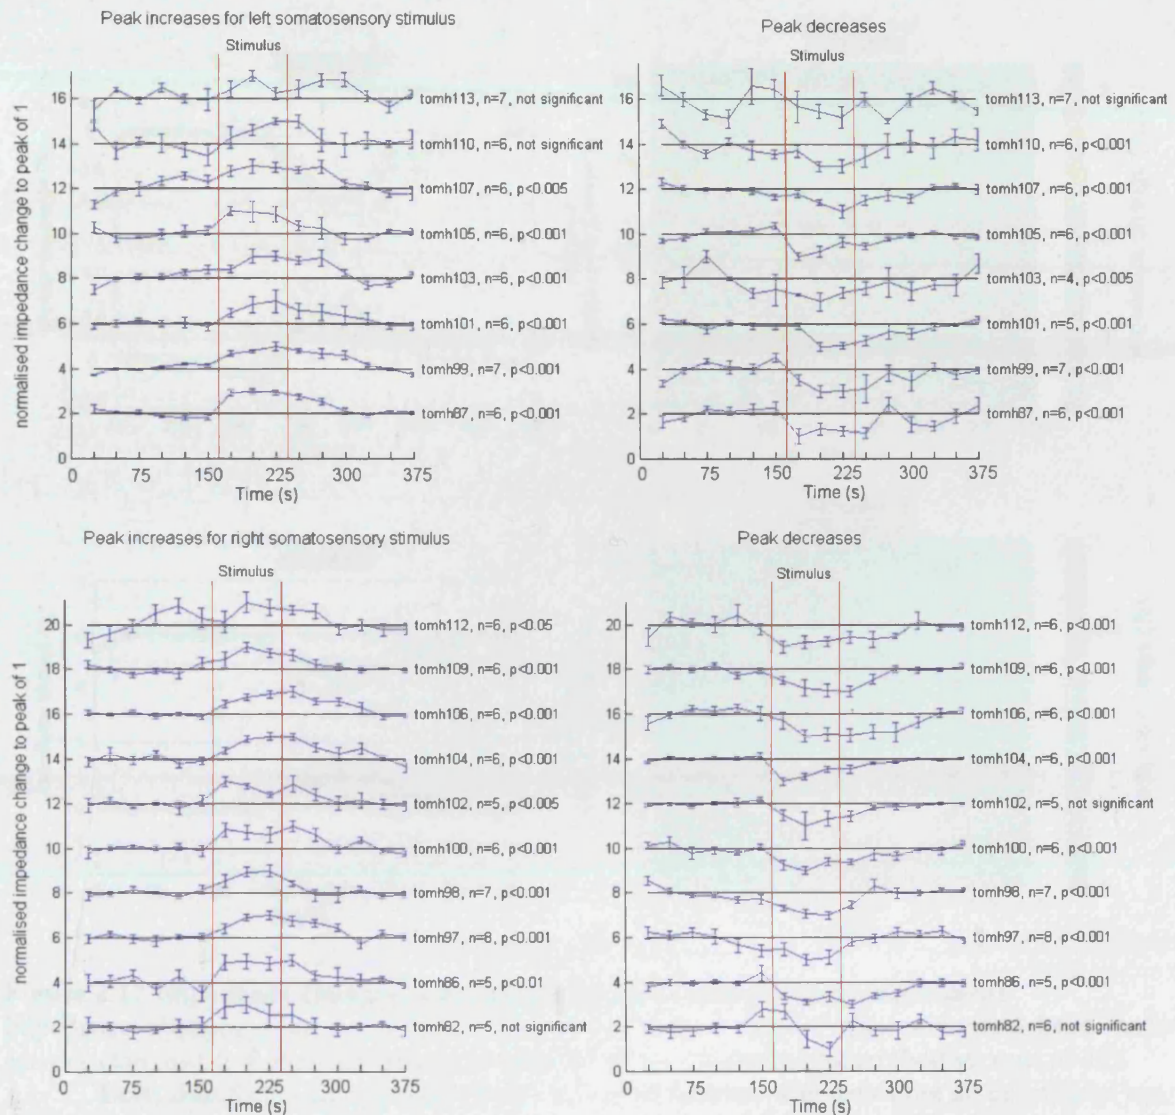 Peak increases for left somatosensory stimulus
Stimulus
normalised impedance change to peak of 1
16
14
12
10
8
6
4
2
0
tomh113, n=7, not significant
tomh110, n=6, not significant
tomh107, n=6, p<0.005
tomh105, n=6, p<0.001
tomh103, n=6, p<0.001
tomh101, n=6, p<0.001
tomh99, n=7, p<0.001
tomh87, n=6, p<0.001
0 75 150 225 300 375
Time (s)
Peak decreases
Stimulus
16
14
12
10
8
6
4
2
0
tomh113, n=7, not significant
tomh110, n=6, p<0.001
tomh107, n=6, p<0.001
tomh105, n=6, p<0.001
tomh103, n=4, p<0.005
tomh101, n=5, p<0.001
tomh99, n=7, p<0.001
tomh87, n=6, p<0.001
0 75 150 225 300 375
Time (s)
Peak increases for right somatosensory stimulus
Stimulus
normalised impedance change to peak of 1
20
18
16
14
12
10
8
6
4
2
0
tomh112, n=6, p<0.05
tomh109, n=6, p<0.001
tomh106, n=6, p<0.001
tomh104, n=6, p<0.001
tomh102, n=5, p<0.005
tomh100, n=6, p<0.001
tomh98, n=7, p<0.001
tomh97, n=8, p<0.001
tomh86, n=5, p<0.01
tomh82, n=5, not significant
0 75 150 225 300 375
Time (s)
Peak decreases
Stimulus
20
18
16
14
12
10
8
6
4
2
0
tomh112, n=6, p<0.001
tomh109, n=6, p<0.001
tomh106, n=6, p<0.001
tomh104, n=6, p<0.001
tomh102, n=5, not significant
tomh100, n=6, p<0.001
tomh98, n=7, p<0.001
tomh97, n=8, p<0.001
tomh86, n=5, p<0.001
tomh82, n=6, not significant
0 75 150 225 300 375
Time (s)